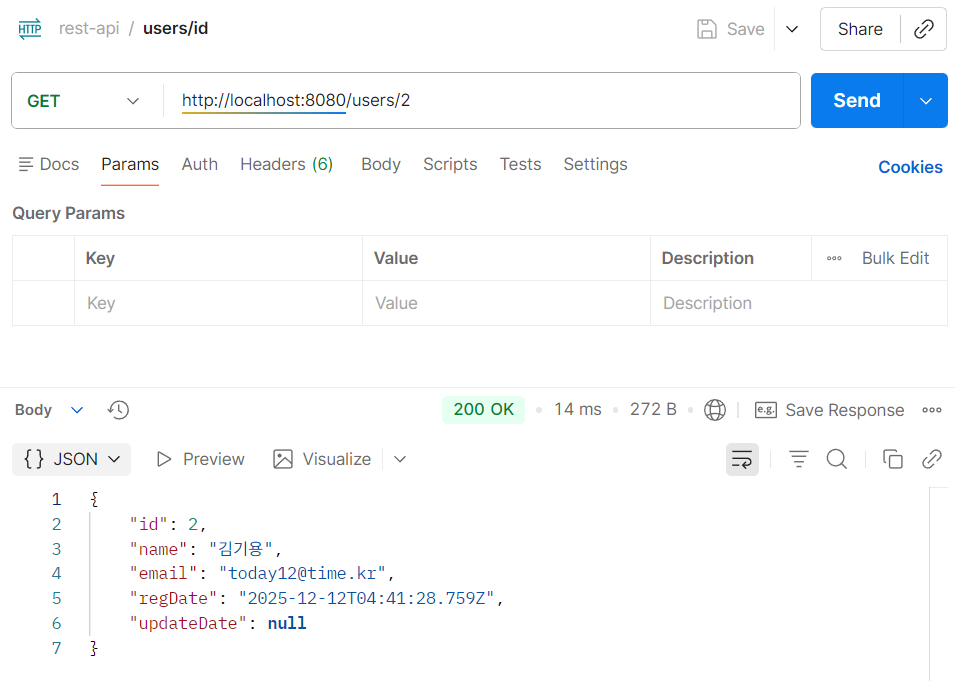 HTTP rest-api / users/id Save Share
GET http://localhost:8080/users/2 Send
Docs Params Auth Headers (6) Body Scripts Tests Settings Cookies
Query Params
Key Value Description Bulk Edit
Key Value Description
Body 200 OK 14 ms 272 B e.g. Save Response
{} JSON Preview Visualize
1 {
2 "id": 2,
3 "name": "김기용",
4 "email": "today12@time.kr",
5 "regDate": "2025-12-12T04:41:28.759Z",
6 "updateDate": null
7 }